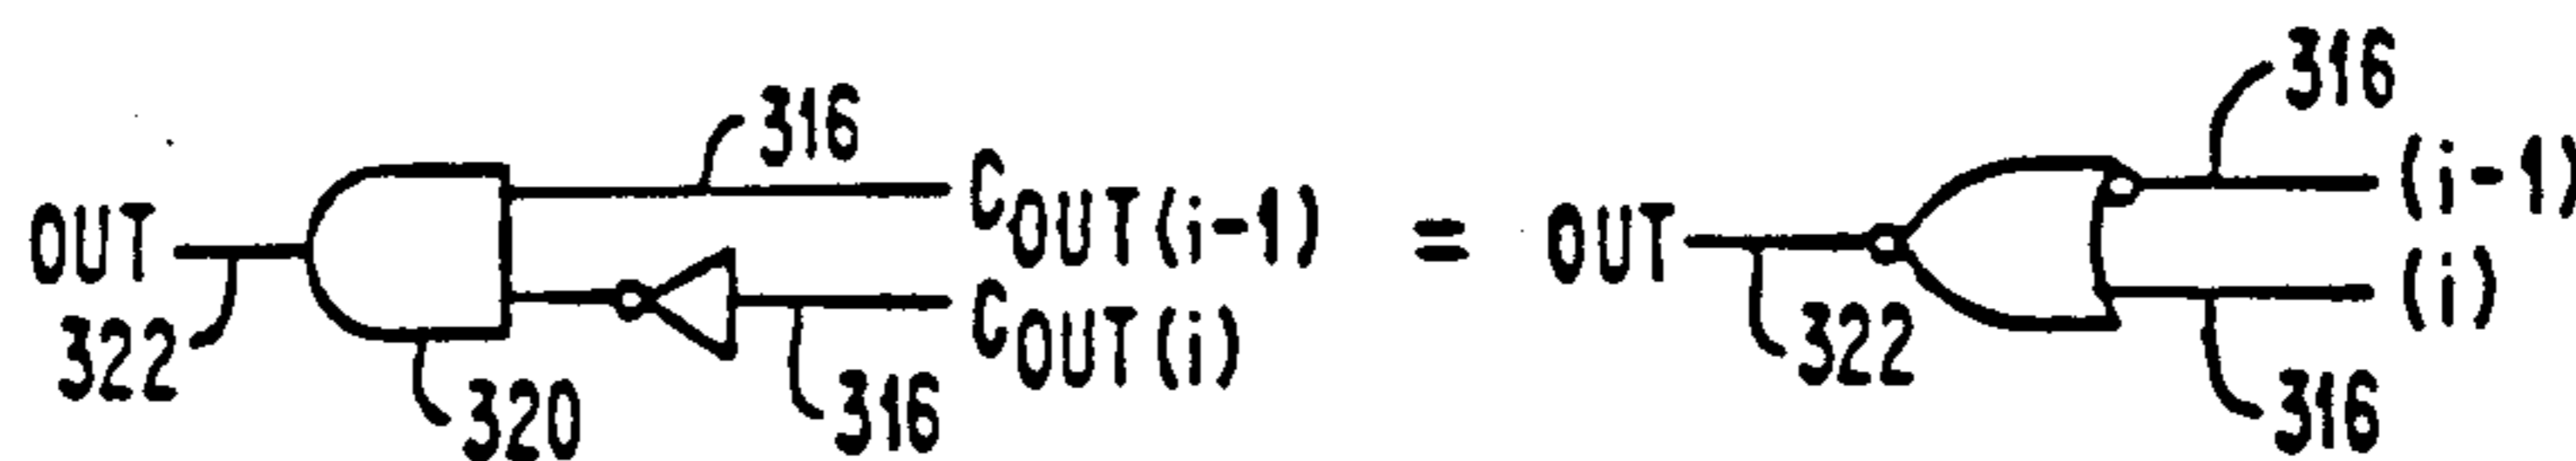 316
316
C_OUT(i-1)
(i-1)
OUT
=
OUT
(i)
C_OUT(i)
322
322
320
316
316